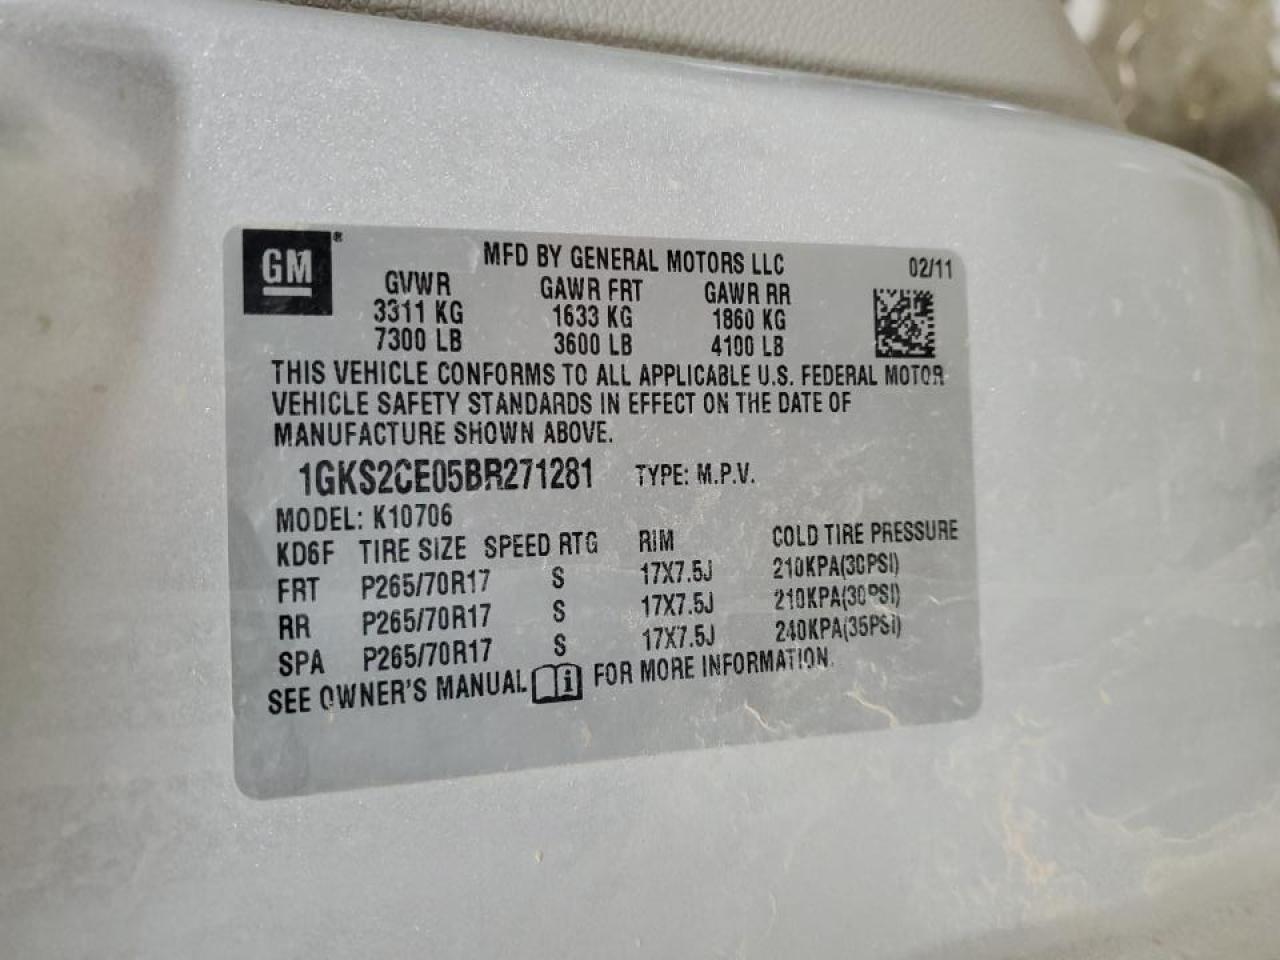 GM®
MFD BY GENERAL MOTORS LLC 02/11
GVWR GAWR FRT GAWR RR
3311 KG 1633 KG 1860 KG
7300 LB 3600 LB 4100 LB
THIS VEHICLE CONFORMS TO ALL APPLICABLE U.S. FEDERAL MOTOR
VEHICLE SAFETY STANDARDS IN EFFECT ON THE DATE OF
MANUFACTURE SHOWN ABOVE.
1GKS2CE05BR271281 TYPE: M.P.V.
MODEL: K10706
KD6F TIRE SIZE SPEED RTG RIM COLD TIRE PRESSURE
FRT P265/70R17 S 17X7.5J 210KPA(30PSI)
RR P265/70R17 S 17X7.5J 210KPA(30PSI)
SPA P265/70R17 S 17X7.5J 240KPA(35PSI)
SEE OWNER'S MANUAL i FOR MORE INFORMATION.